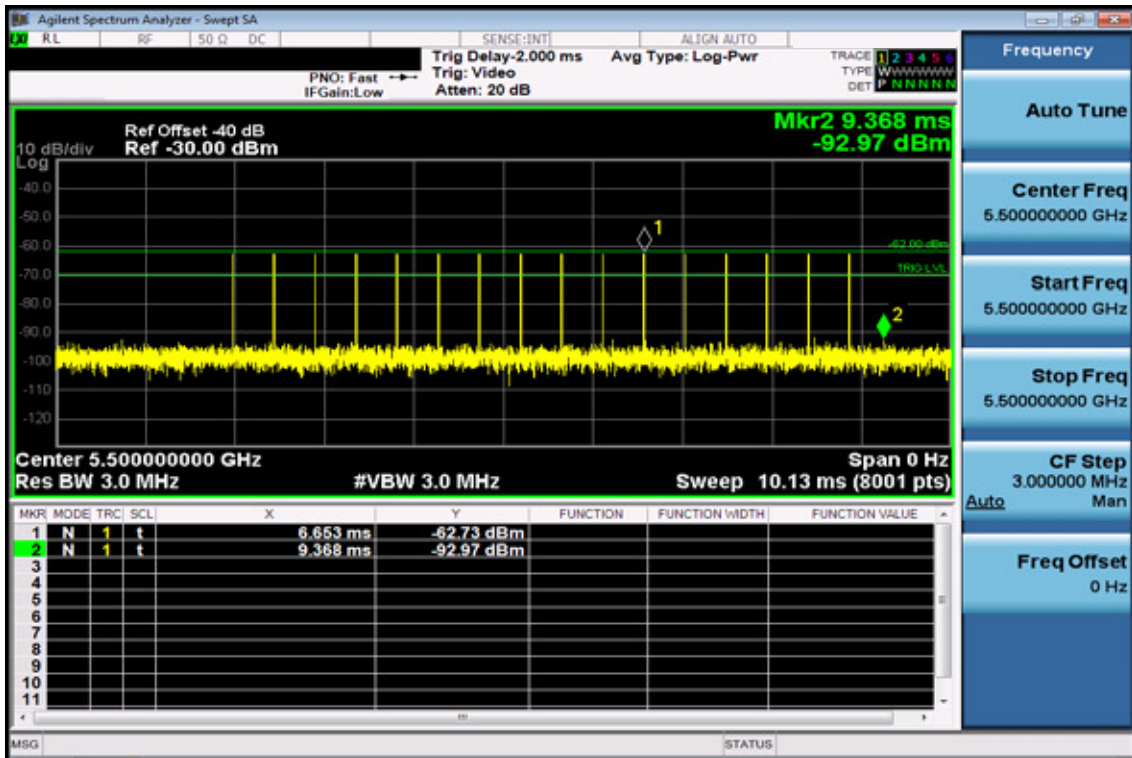 Agilent Spectrum Analyzer - Swept SA
LXI RL RF 50 Ω DC SENSE:INT ALIGN AUTO
Trig Delay-2.000 ms Avg Type: Log-Pwr TRACE 1 2 3 4 5 6
PNO: Fast Trig: Video TYPE WWWWWW
IFGain:Low Atten: 20 dB DET P N N N N N
Mkr2 9.368 ms
Ref Offset -40 dB
10 dB/div Ref -30.00 dBm -92.97 dBm
Log
-40.0
-50.0
1
-60.0
-62.00 dBm
-70.0
TRIG LVL
-80.0
2
-90.0
-100
-110
-120
Center 5.500000000 GHz Span 0 Hz
Res BW 3.0 MHz #VBW 3.0 MHz Sweep 10.13 ms (8001 pts)
MKR MODE TRC SCL X Y FUNCTION FUNCTION WIDTH FUNCTION VALUE
1 N 1 t 6.653 ms -62.73 dBm
2 N 1 t 9.368 ms -92.97 dBm
3
4
5
6
7
8
9
10
11
MSG STATUS
Frequency
Auto Tune
Center Freq
5.500000000 GHz
Start Freq
5.500000000 GHz
Stop Freq
5.500000000 GHz
CF Step
3.000000 MHz
Auto Man
Freq Offset
0 Hz